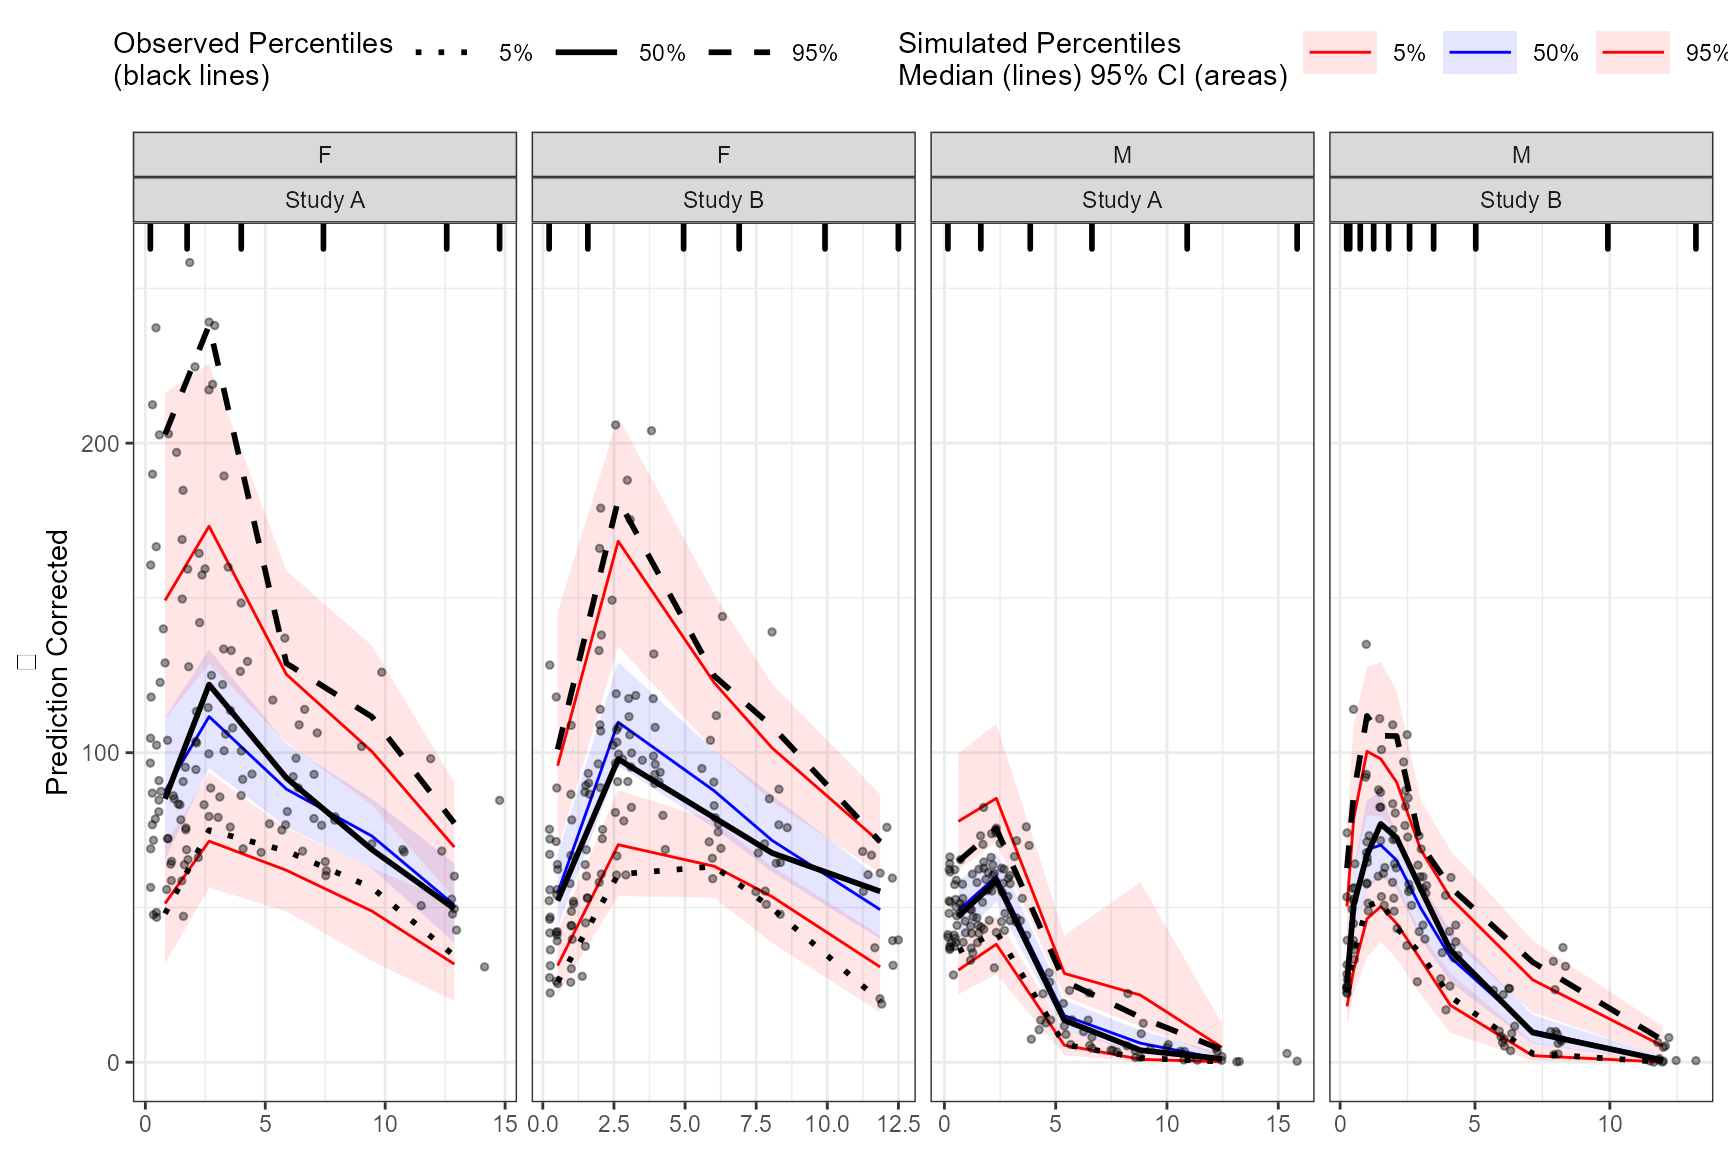 Observed Percentiles
(black lines)
5%
50%
95%
Simulated Percentiles
Median (lines) 95% CI (areas)
5%
50%
95%
F
F
M
M
Study A
Study B
Study A
Study B
Prediction Corrected
200
100
0
0
5
10
15
0.0
2.5
5.0
7.5
10.0
12.5
0
5
10
15
0
5
10